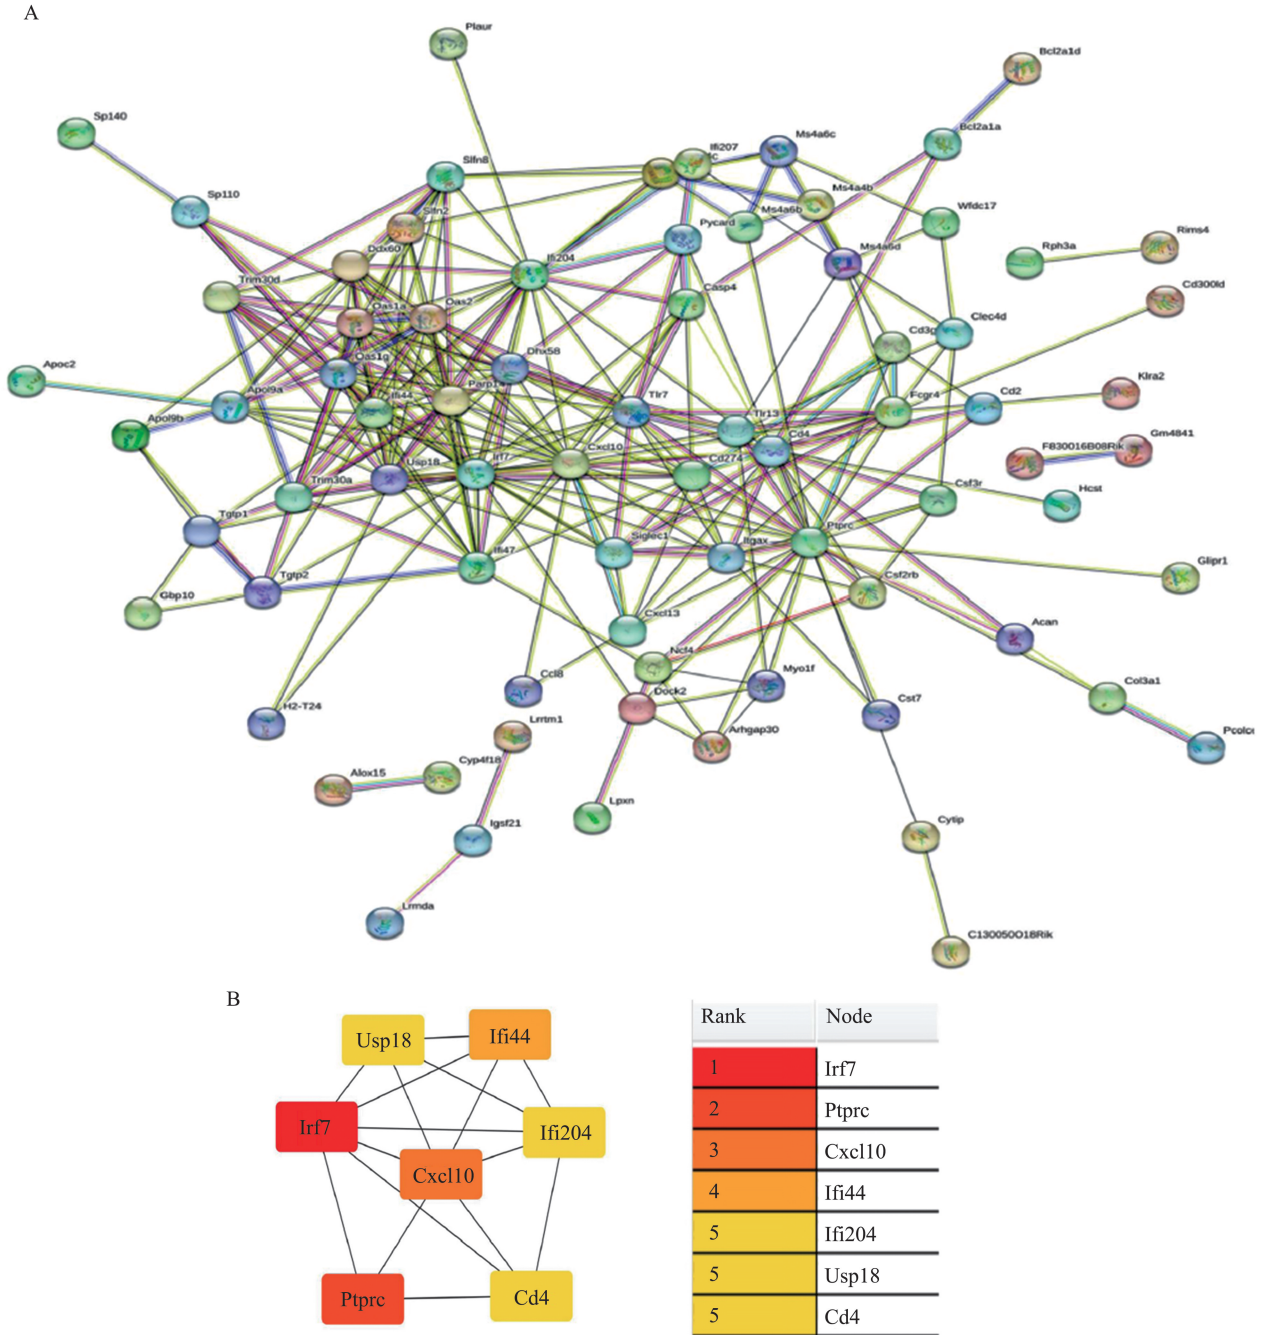 A
Plaur
Bcl2a1d
Sp140
Bcl2a1a
Ms4a6c
Ifi207
Slfn8
Ms4a4b
Sp110
Wfdc17
Ms4a6b
Slfn2
Pycard
Rims4
Rph3a
Ddx60
Ifi204
Ms4a6d
Trim30d
Casp4
Cd300ld
Oas1a
Oas2
Clec4d
Oas1g
Dhx58
Apoc2
Klra2
Apol9a
Ifi44
Parp14
Tlr7
Tlr13
Fcgr4
Cd2
Apol9b
Cxcl10
Cd4
F830016B08Rik
Gm4841
Usp18
Irf7
Cd274
Trim30a
Csf3r
Hcst
Tgtp1
Siglec1
Itgax
Ptprc
Ifi47
Glipr1
Tgtp2
Csf2rb
Gbp10
Cxcl13
Acan
Ncf4
Ccl8
Myo1f
Col3a1
Dock2
H2-T24
Cst7
Lrrtm1
Arhgap30
Alox15
Cyp4f18
Lpxn
Igsf21
Cytip
Lrmda
C130050O18Rik
B
Usp18
Ifi44
Irf7
Ifi204
Cxcl10
Ptprc
Cd4
Rank Node
1 Irf7
2 Ptprc
3 Cxcl10
4 Ifi44
5 Ifi204
5 Usp18
5 Cd4